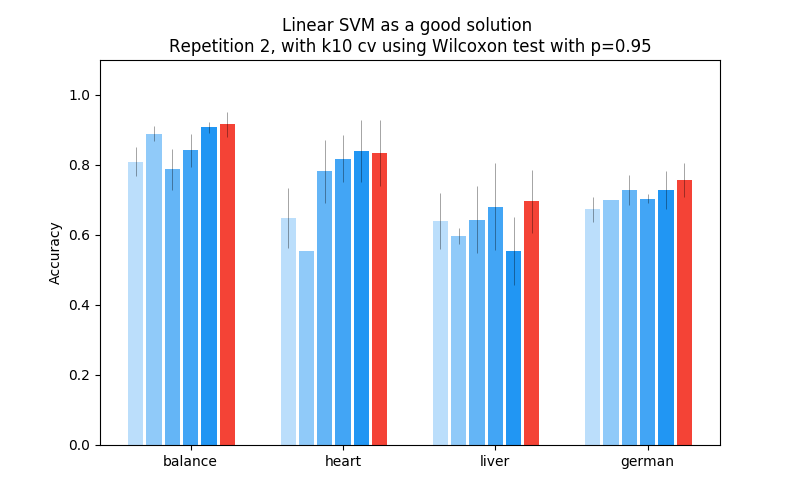 Linear SVM as a good solution
Repetition 2, with k10 cv using Wilcoxon test with p=0.95
1.0
0.8
0.6
0.4
0.2
0.0
Accuracy
balance heart liver german